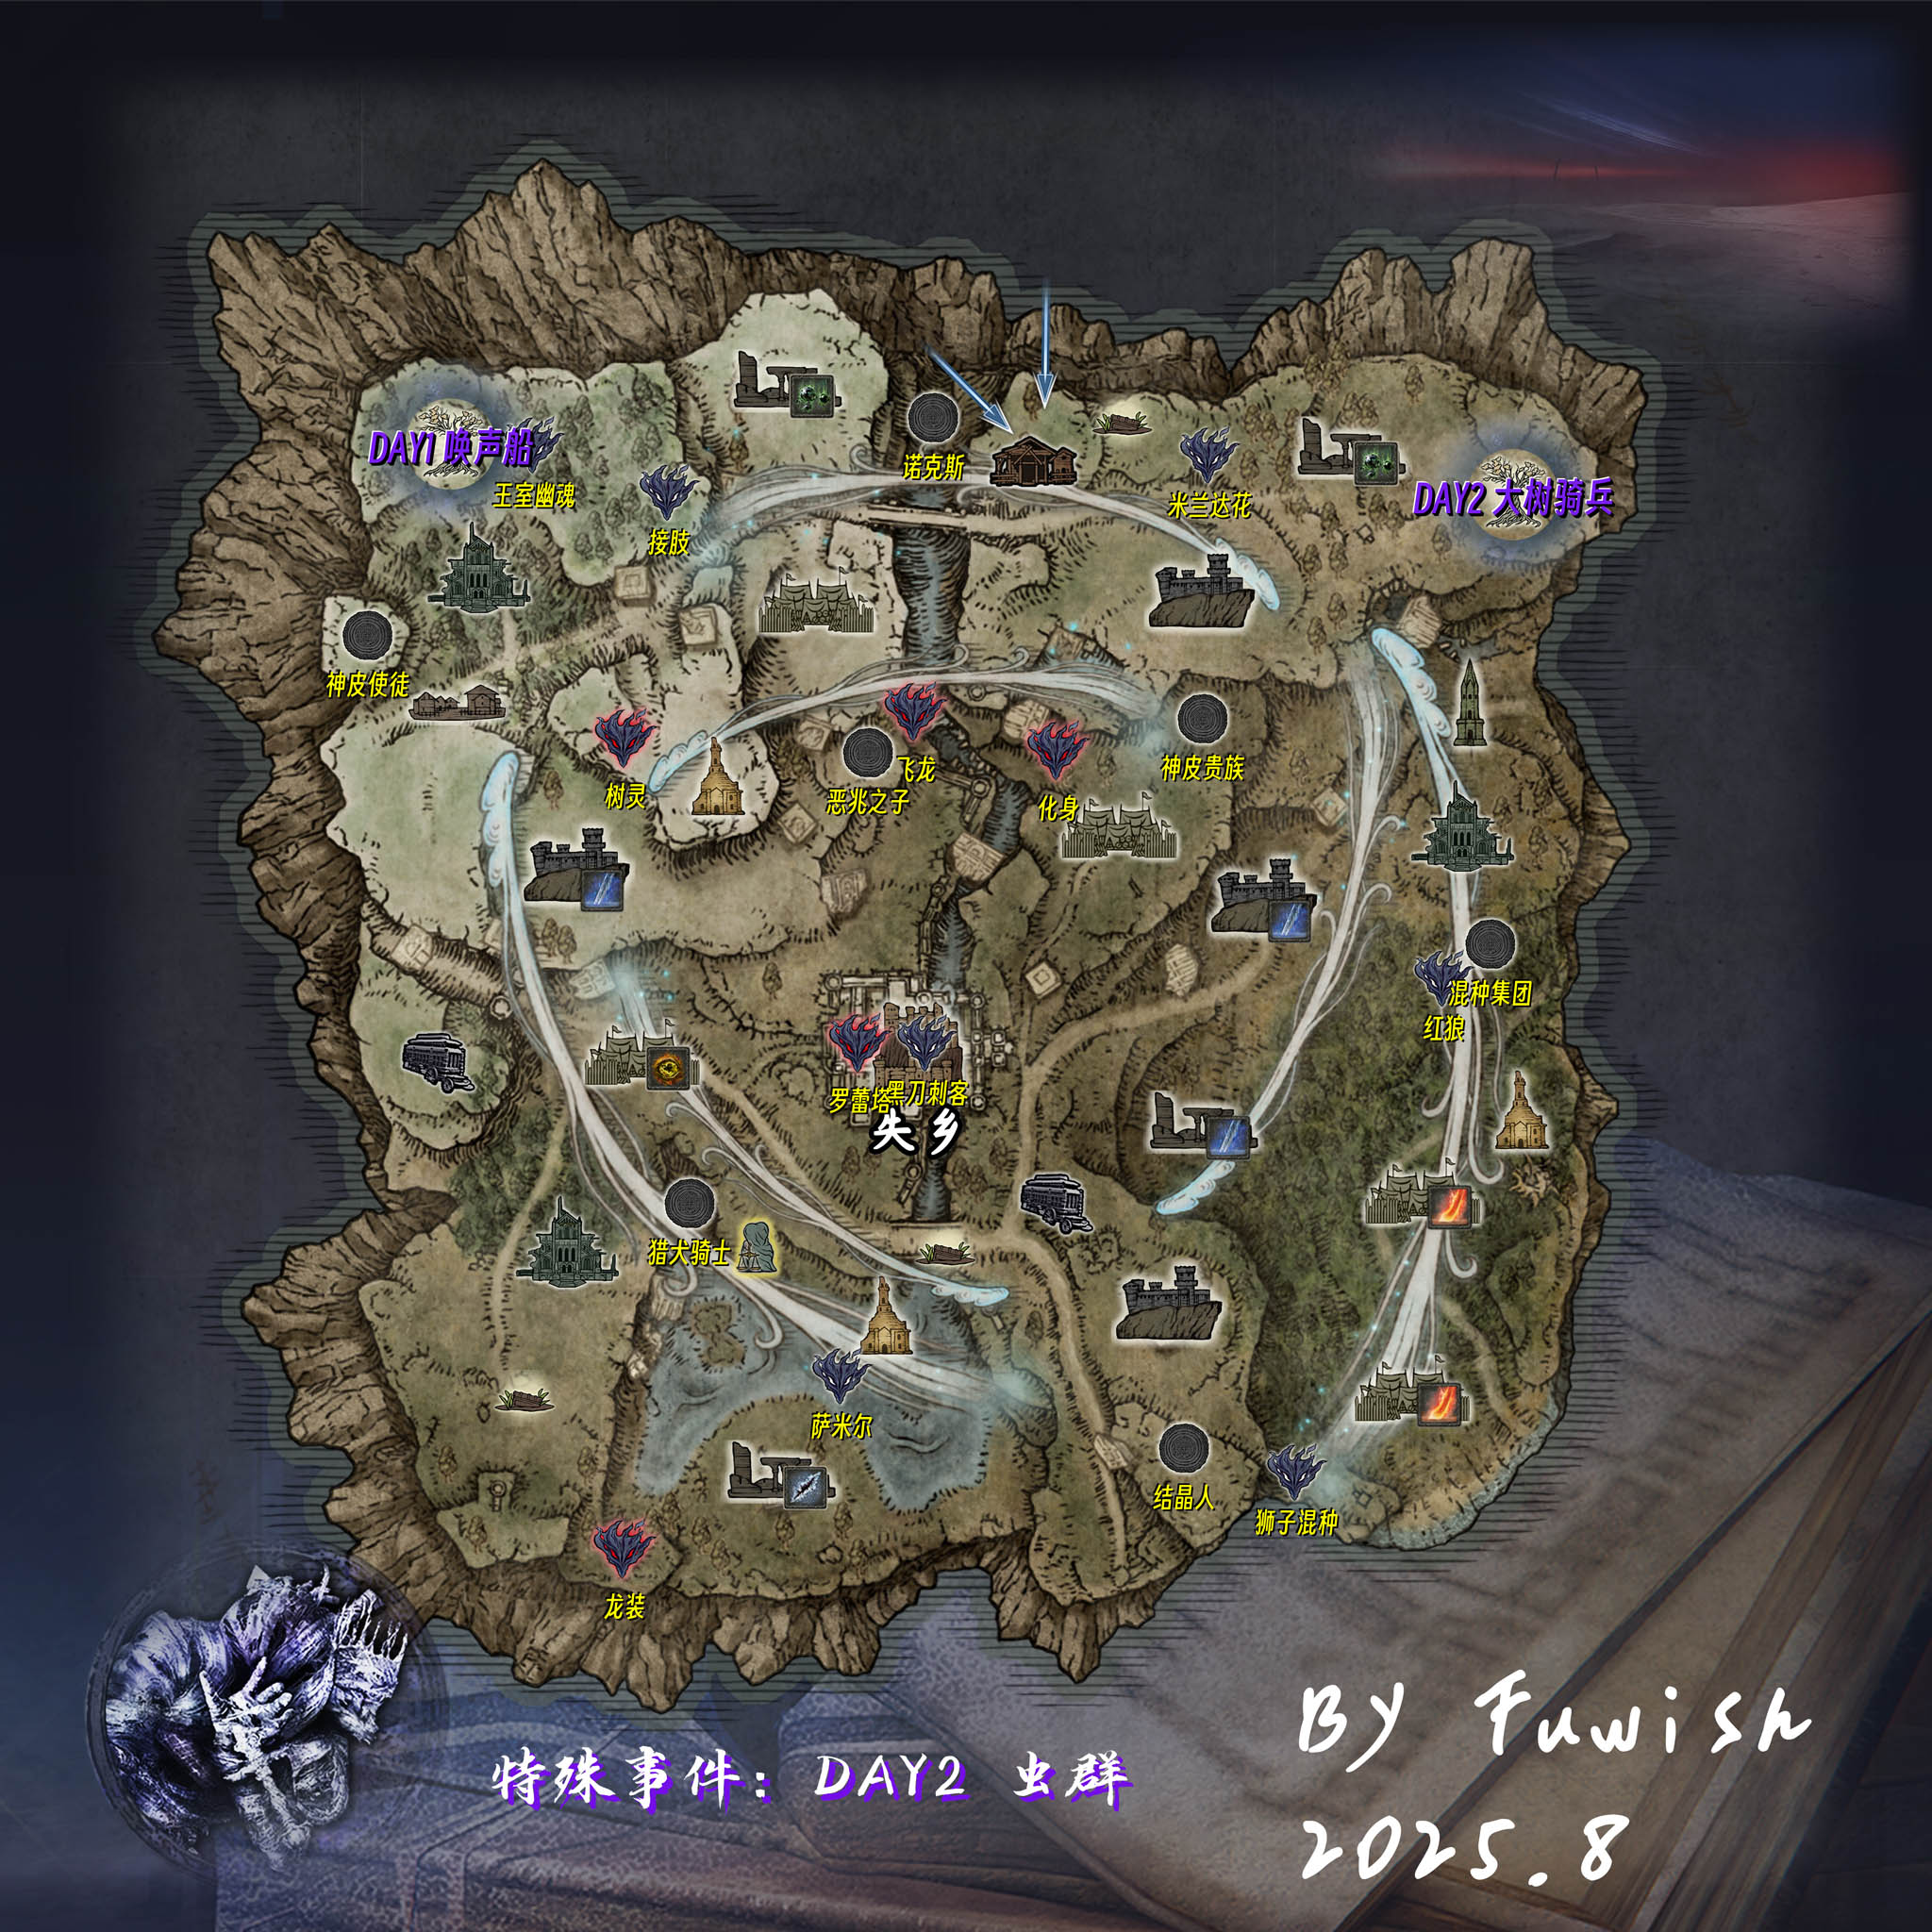 DAY1 唤声船
王室幽魂
接肢
诺克斯
米兰达花
DAY2 大树骑兵
神皮使徒
树灵
飞龙
恶兆之子
化身
神皮贵族
混种集团
红狼
罗蕾塔
黑刀刺客
失乡
猎犬骑士
萨米尔
结晶人
狮子混种
龙装
特殊事件：DAY2 虫群
By Fuwish
2025.8